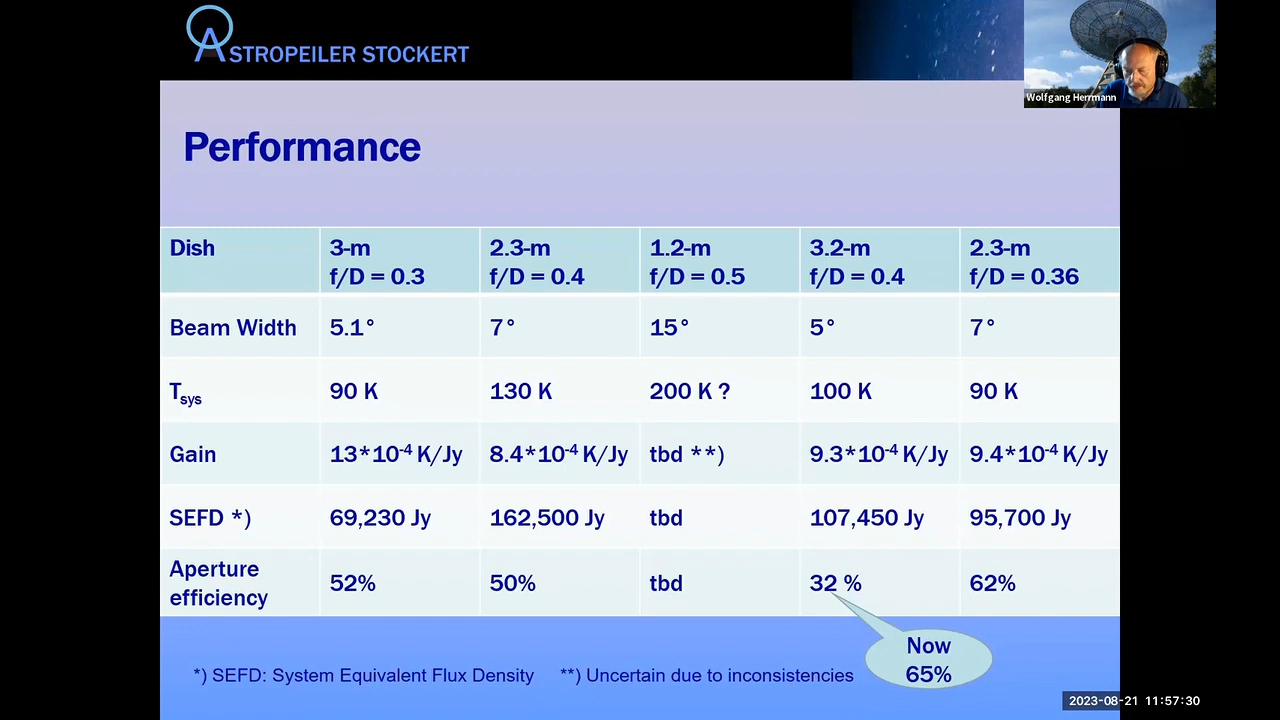 ASTROPEILER STOCKERT
Wolfgang Herrmann
Performance
Dish 3-m 2.3-m 1.2-m 3.2-m 2.3-m
f/D = 0.3 f/D = 0.4 f/D = 0.5 f/D = 0.4 f/D = 0.36
Beam Width 5.1° 7° 15° 5° 7°
Tsys 90 K 130 K 200 K ? 100 K 90 K
Gain 13*10-4 K/Jy 8.4*10-4 K/Jy tbd **) 9.3*10-4 K/Jy 9.4*10-4 K/Jy
SEFD *) 69,230 Jy 162,500 Jy tbd 107,450 Jy 95,700 Jy
Aperture
efficiency 52% 50% tbd 32 % 62%
Now
65%
*) SEFD: System Equivalent Flux Density **) Uncertain due to inconsistencies
2023-08-21 11:57:30